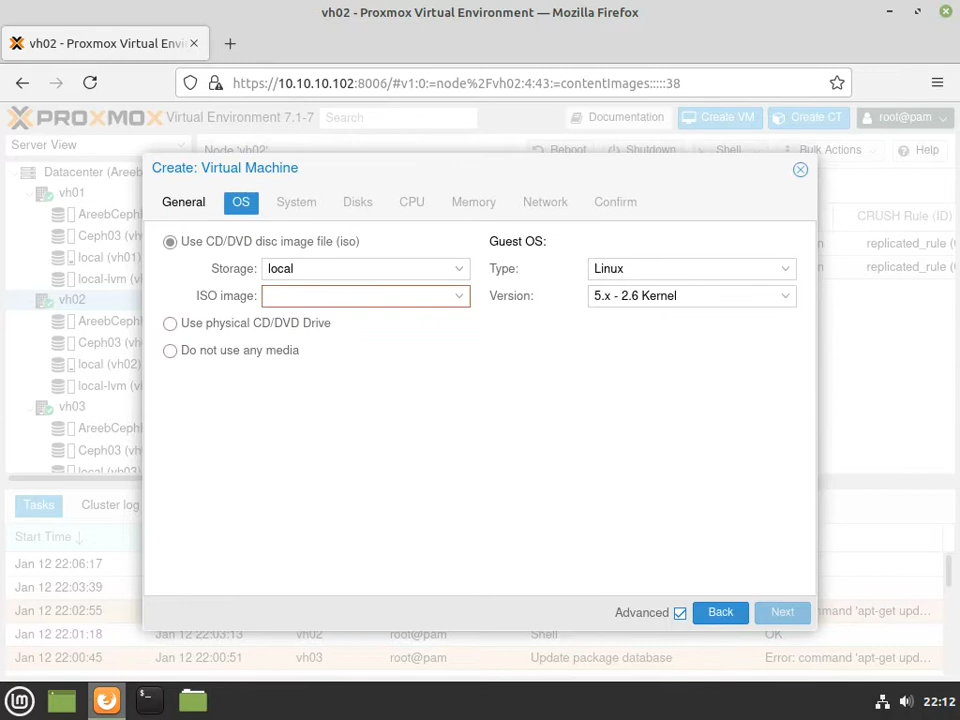 vh02 - Proxmox Virtual Environment — Mozilla Firefox
vh02 - Proxmox Virtual Envi
https://10.10.10.102:8006/#v1:0:=node%2Fvh02:4:43:=contentImages:::::38
PROXMOX Virtual Environment 7.1-7 Search Documentation Create VM Create CT root@pam
Server View Node 'vh02' Reboot Shutdown Shell Bulk Actions Help
Datacenter (Areeb
vh01
AreebCephl
Ceph03 (vh
local (vh01)
local-lvm (v
vh02
AreebCephl
Ceph03 (vh
local (vh02)
local-lvm (v
vh03
AreebCephl
Ceph03 (vh
local (vh03)
CRUSH Rule (ID)
replicated_rule (
replicated_rule (
Create: Virtual Machine
General OS System Disks CPU Memory Network Confirm
Use CD/DVD disc image file (iso)
Storage: local
ISO image:
Use physical CD/DVD Drive
Do not use any media
Guest OS:
Type: Linux
Version: 5.x - 2.6 Kernel
Advanced Back Next
Tasks Cluster log
Start Time
Jan 12 22:06:17
Jan 12 22:03:39
Jan 12 22:02:55 mmand 'apt-get upd...
Jan 12 22:01:18 Jan 12 22:03:13 vh02 root@pam Shell OK
Jan 12 22:00:45 Jan 12 22:00:51 vh03 root@pam Update package database Error: command 'apt-get upd...
22:12